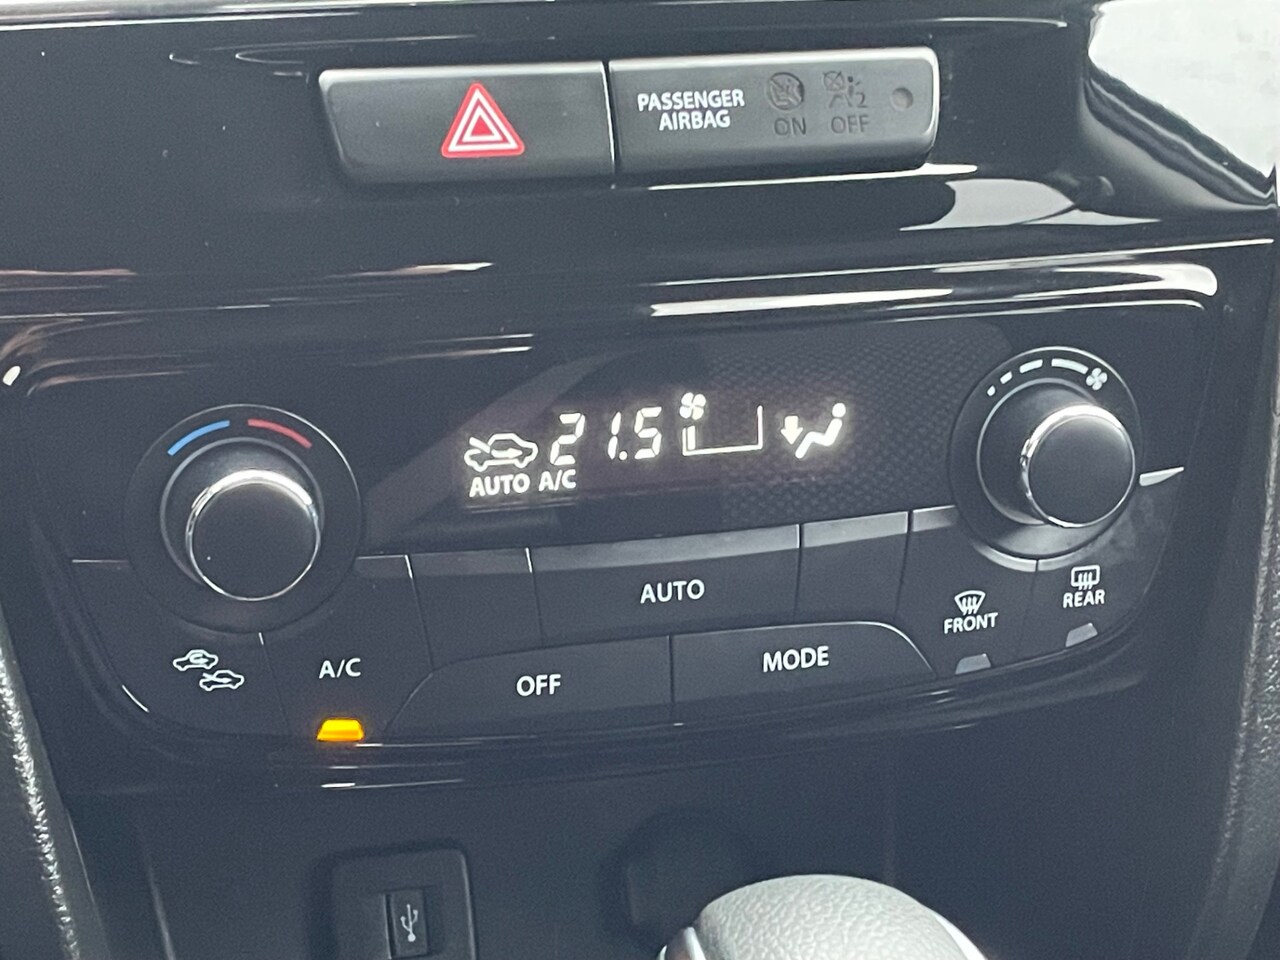 PASSENGER
AIRBAG
ON OFF
21.5
AUTO A/C
AUTO
FRONT
REAR
A/C
OFF
MODE